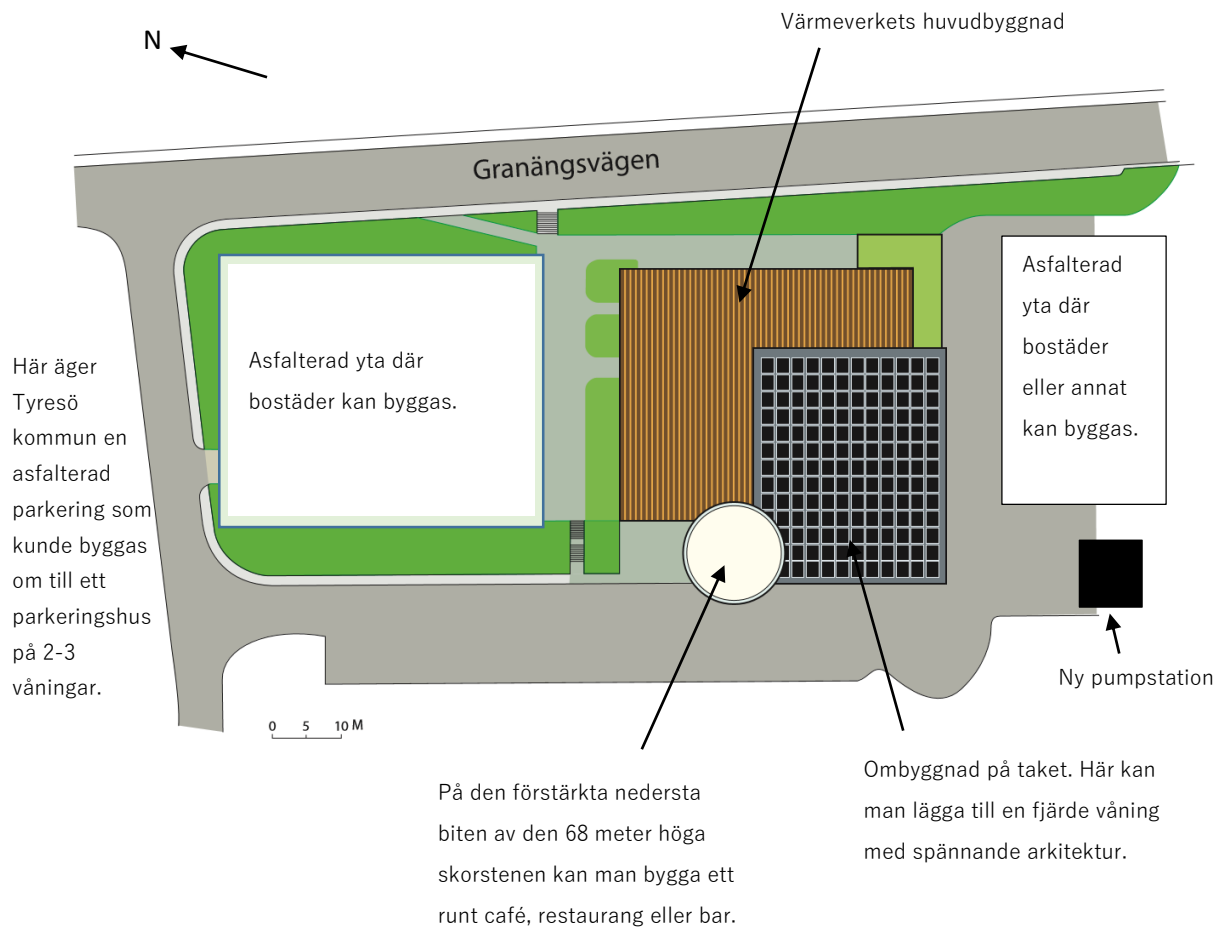 Värmeverkets huvudbyggnad
N
Granängsvägen
Asfalterad
yta där
bostäder
eller annat
kan byggas.
Asfalterad yta där
bostäder kan byggas.
Här äger
Tyresö
kommun en
asfalterad
parkering som
kunde byggas
om till ett
parkeringshus
på 2-3
våningar.
Ny pumpstation
0 5 10 M
På den förstärkta nedersta
biten av den 68 meter höga
skorstenen kan man bygga ett
runt café, restaurang eller bar.
Ombyggnad på taket. Här kan
man lägga till en fjärde våning
med spännande arkitektur.